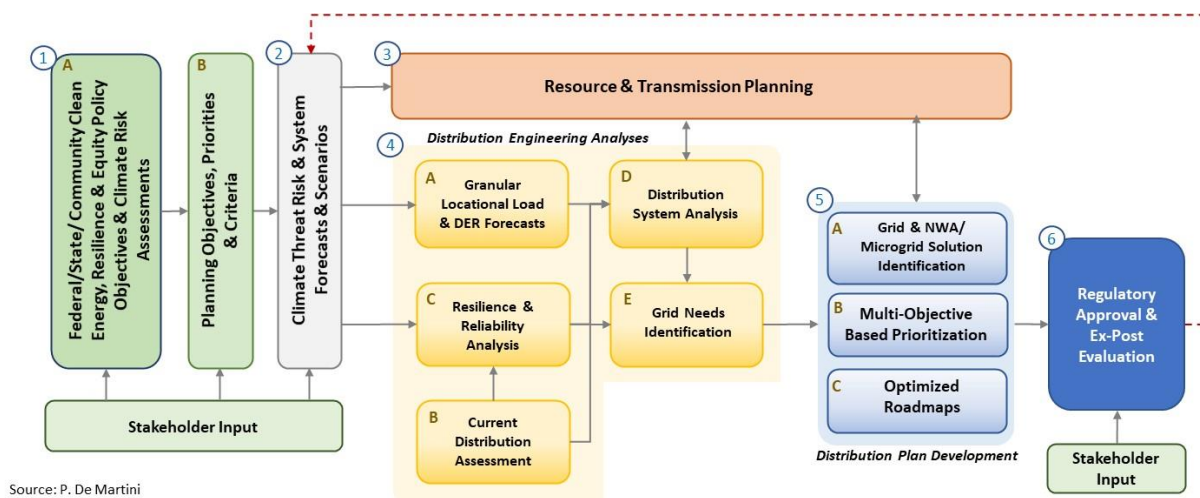 1
A
Federal/State/ Community Clean
Energy, Resilience & Equity Policy
Objectives & Climate Risk
Assessments
B
Planning Objectives, Priorities
& Criteria
2
Climate Threat Risk & System
Forecasts & Scenarios
Stakeholder Input
3
Resource & Transmission Planning
Distribution Engineering Analyses
4
A
Granular
Locational Load
& DER Forecasts
D
Distribution
System Analysis
C
Resilience &
Reliability
Analysis
E
Grid Needs
Identification
B
Current
Distribution
Assessment
5
A
Grid & NWA/
Microgrid Solution
Identification
B
Multi-Objective
Based Prioritization
C
Optimized
Roadmaps
Distribution Plan Development
6
Regulatory
Approval &
Ex-Post
Evaluation
Stakeholder
Input
Source: P. De Martini